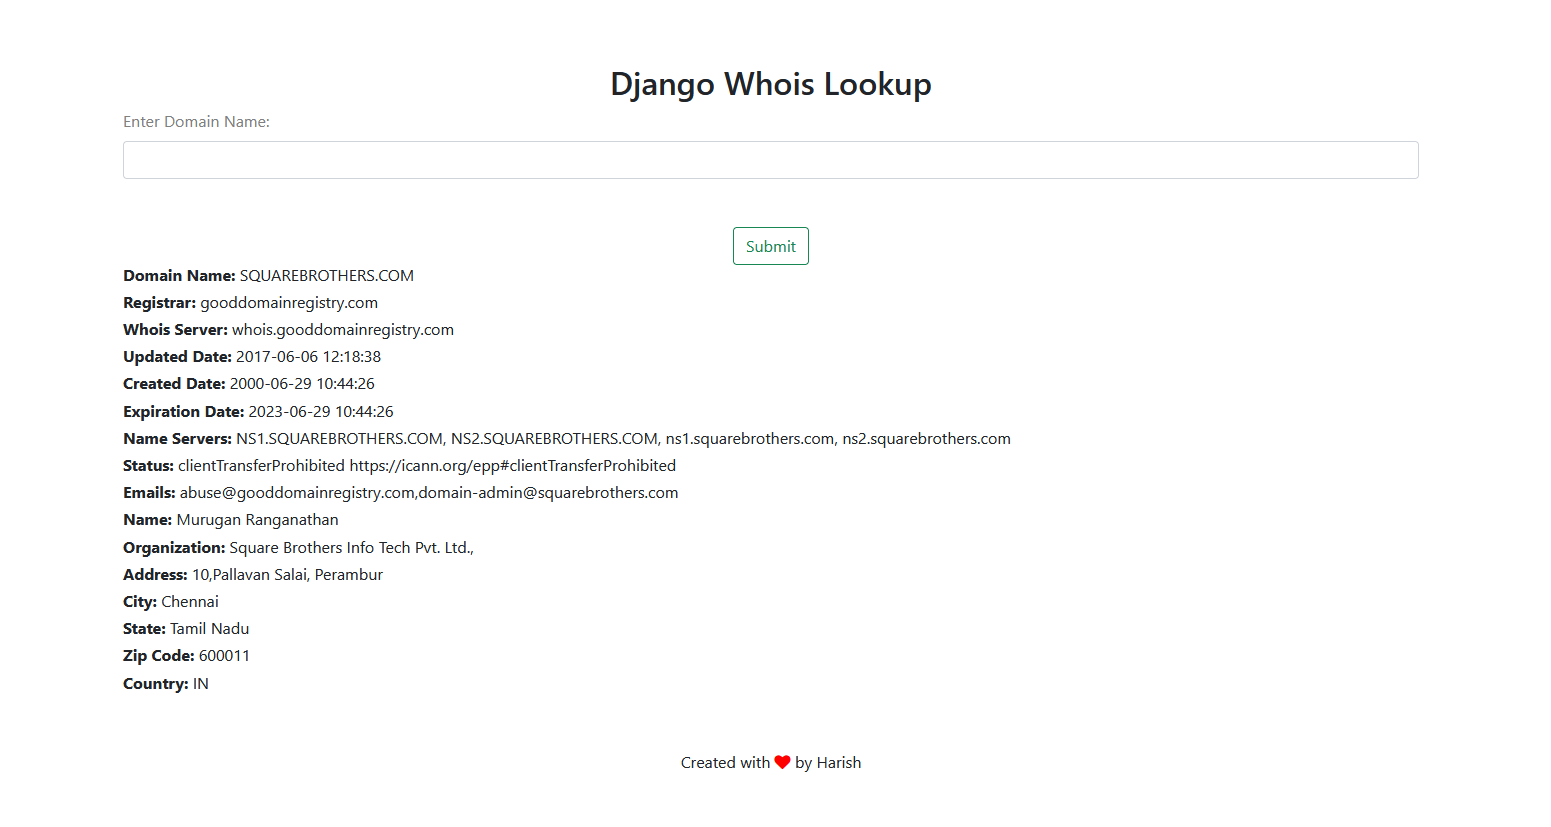 Django Whois Lookup
Enter Domain Name:
Submit
Domain Name: SQUAREBROTHERS.COM
Registrar: gooddomainregistry.com
Whois Server: whois.gooddomainregistry.com
Updated Date: 2017-06-06 12:18:38
Created Date: 2000-06-29 10:44:26
Expiration Date: 2023-06-29 10:44:26
Name Servers: NS1.SQUAREBROTHERS.COM, NS2.SQUAREBROTHERS.COM, ns1.squarebrothers.com, ns2.squarebrothers.com
Status: clientTransferProhibited https://icann.org/epp#clientTransferProhibited
Emails: abuse@gooddomainregistry.com,domain-admin@squarebrothers.com
Name: Murugan Ranganathan
Organization: Square Brothers Info Tech Pvt. Ltd.,
Address: 10,Pallavan Salai, Perambur
City: Chennai
State: Tamil Nadu
Zip Code: 600011
Country: IN
Created with ❤ by Harish